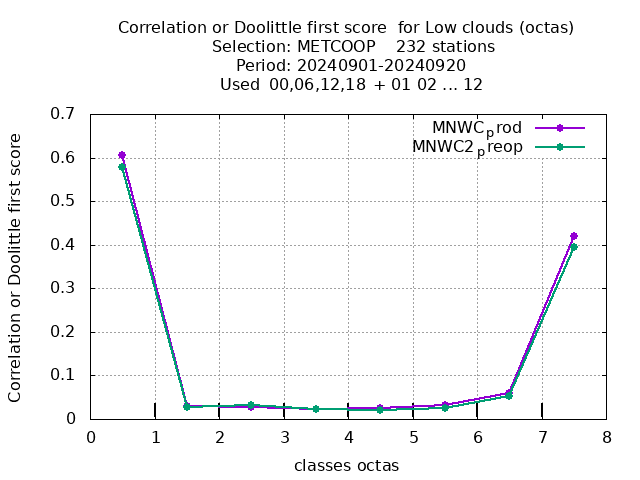 Correlation or Doolittle first score  for Low clouds (octas)
Selection: METCOOP    232 stations
Period: 20240901-20240920
Used  00,06,12,18  + 01 02 ... 12
MNWCprod
MNWC2preop
Correlation or Doolittle first score
0.7
0.6
0.5
0.4
0.3
0.2
0.1
0
0 1 2 3 4 5 6 7 8
classes octas